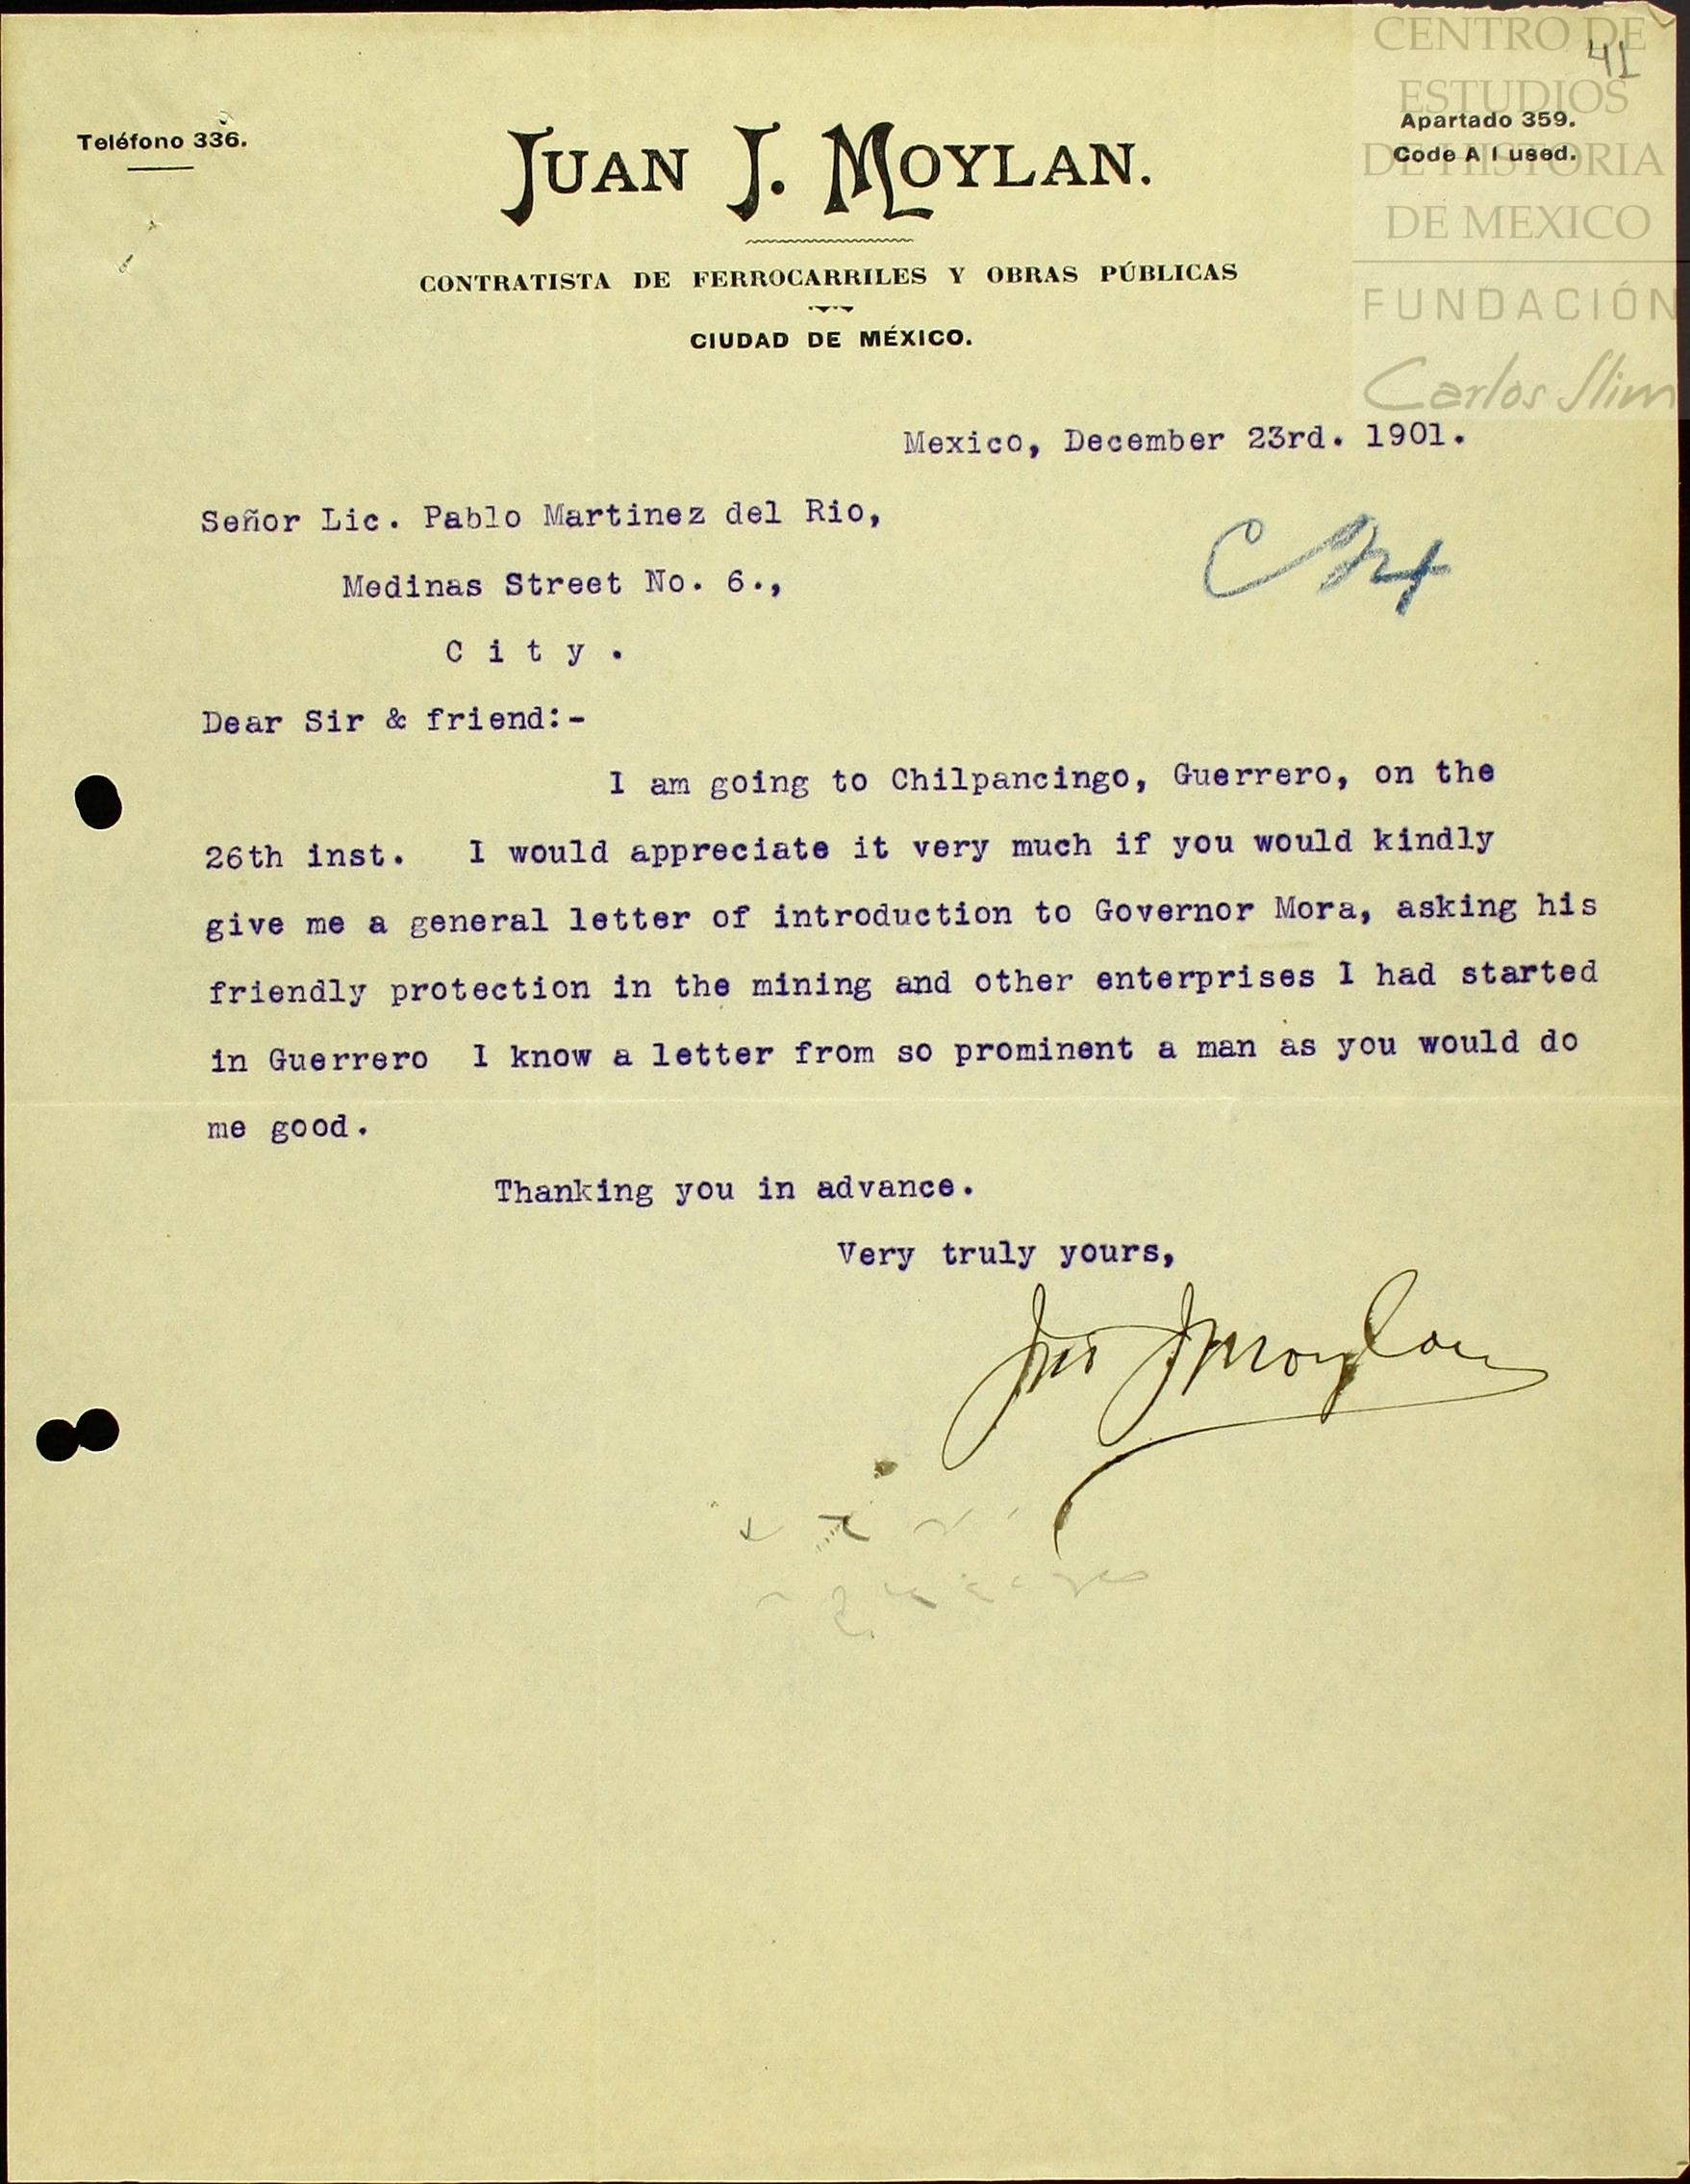 CENTRO DE
41
ESTUDIOS
DE HISTORIA
DE MEXICO
FUNDACIÓN
Carlos Slim
Teléfono 336.
Apartado 359.
Code A I used.
JUAN J. MOYLAN.
CONTRATISTA DE FERROCARRILES Y OBRAS PÚBLICAS
CIUDAD DE MÉXICO.
Mexico, December 23rd. 1901.
Señor Lic. Pablo Martinez del Rio,
Medinas Street No. 6.,
C i t y .
Dear Sir & friend:-
I am going to Chilpancingo, Guerrero, on the
26th inst. I would appreciate it very much if you would kindly
give me a general letter of introduction to Governor Mora, asking his
friendly protection in the mining and other enterprises I had started
in Guerrero I know a letter from so prominent a man as you would do
me good.
Thanking you in advance.
Very truly yours,
Jno J Moylan